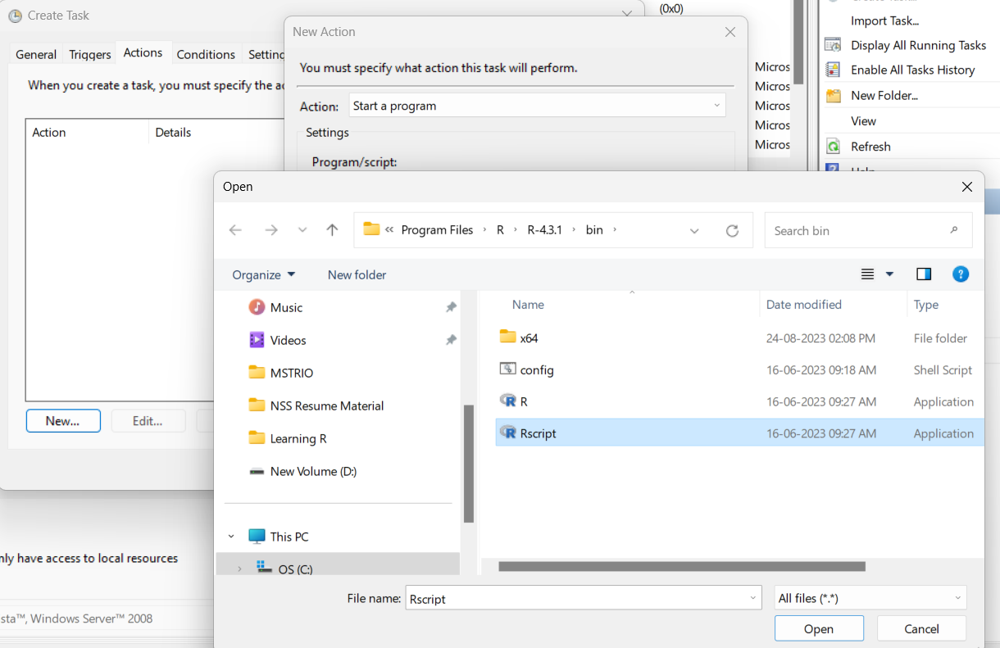 Create Task
(0x0)
New Action
Import Task...
Display All Running Tasks
General Triggers Actions Conditions
You must specify what action this task will perform.
Micros
Enable All Tasks History
When you create a task, you must specify the
Micros
New Folder...
Action: Start a program
Micros
View
Micros
Action Details
Settings
Micros
Refresh
Program/script:
Open
« Program Files › R › R-4.3.1 › bin ›
Search bin
Organize New folder
Name Date modified Type
Music
Videos
MSTRIO
NSS Resume Material
Learning R
New Volume (D:)
This PC
OS (C:)
x64 24-08-2023 02:08 PM File folder
config 16-06-2023 09:18 AM Shell Script
R 16-06-2023 09:27 AM Application
Rscript 16-06-2023 09:27 AM Application
New... Edit...
nly have access to local resources
sta™, Windows Server™ 2008
File name: Rscript All files (*.*)
Open Cancel